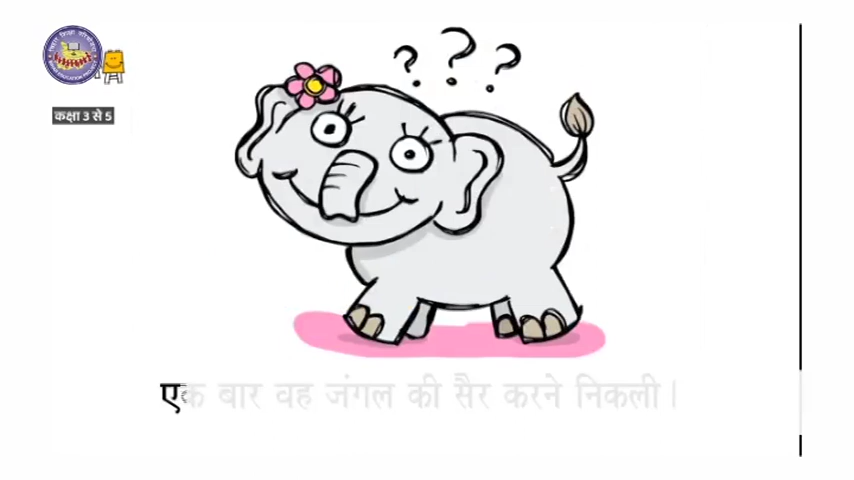 कक्षा 3 से 5
? ? ?
एक बार वह जंगल की सैर करने निकली।